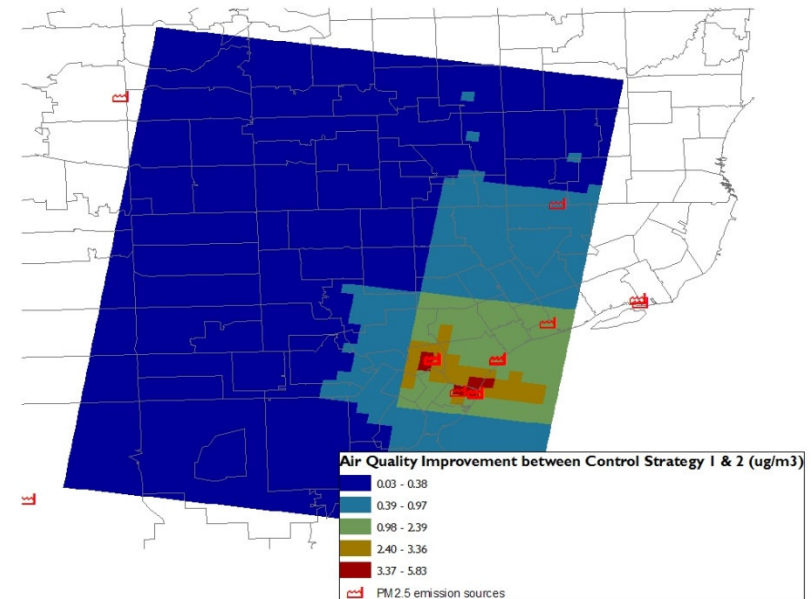 Air Quality Improvement between Control Strategy 1 & 2 (ug/m3)
0.03 - 0.38
0.39 - 0.97
0.98 - 2.39
2.40 - 3.36
3.37 - 5.83
PM2.5 emission sources